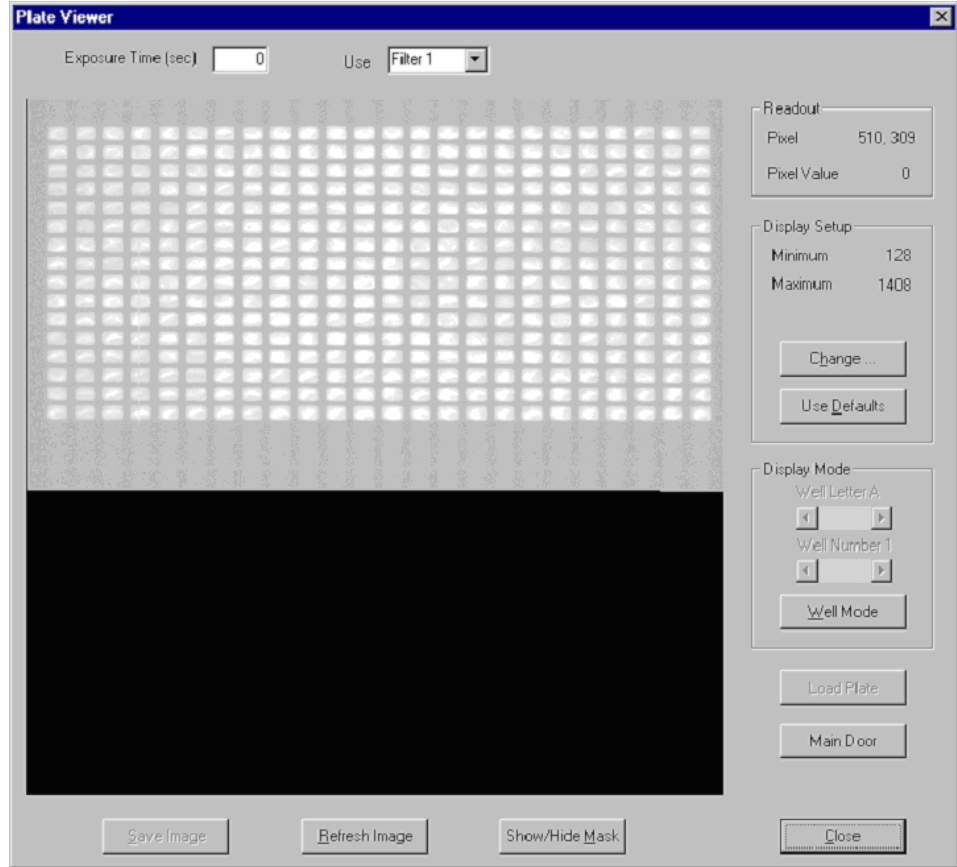 Plate Viewer
Exposure Time (sec) 0 Use Filter 1
Readout
Pixel 510, 309
Pixel Value 0
Display Setup
Minimum 128
Maximum 1408
Change ...
Use Defaults
Display Mode
Well Letter A
Well Number 1
Well Mode
Load Plate
Main Door
Save Image Refresh Image Show/Hide Mask Close